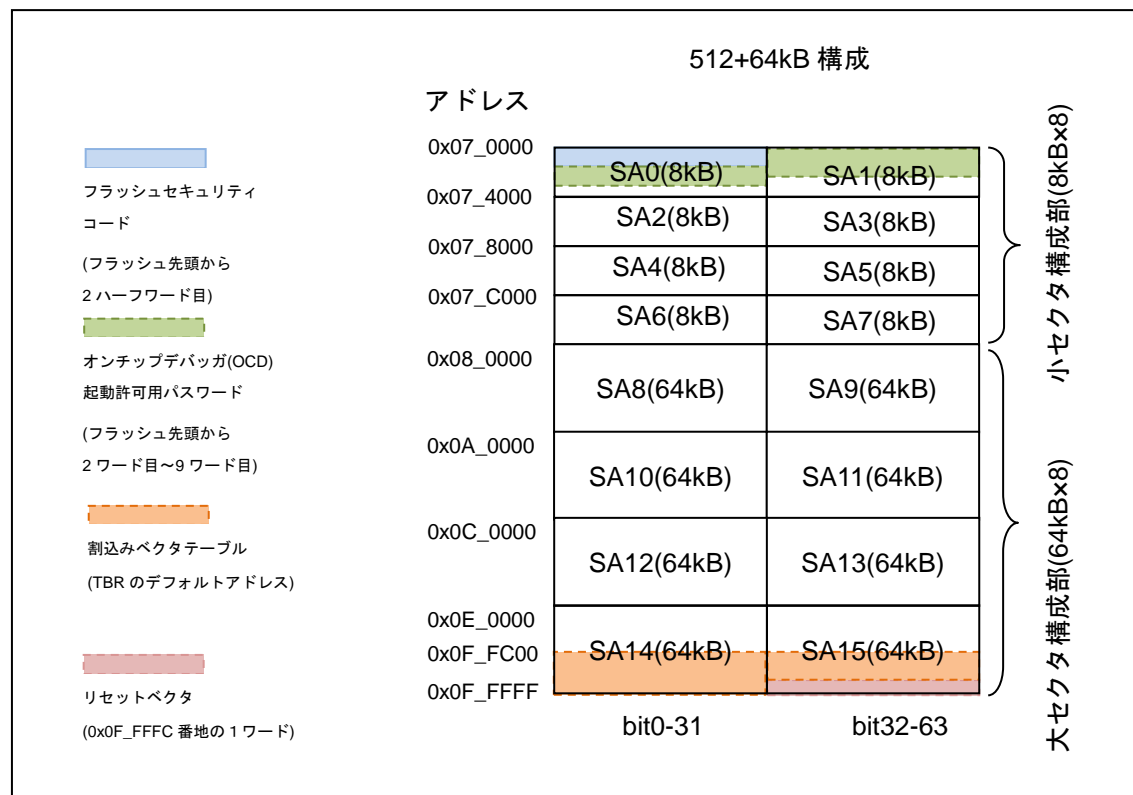 512+64kB 構成
アドレス
フラッシュセキュリティ
コード
(フラッシュ先頭から
2 ハーフワード目)
オンチップデバッガ(OCD)
起動許可用パスワード
(フラッシュ先頭から
2 ワード目～9 ワード目)
割込みベクタテーブル
(TBR のデフォルトアドレス)
リセットベクタ
(0x0F_FFFC 番地の 1 ワード)
0x07_0000
0x07_4000
0x07_8000
0x07_C000
0x08_0000
0x0A_0000
0x0C_0000
0x0E_0000
0x0F_FC00
0x0F_FFFF
SA0(8kB) SA1(8kB)
SA2(8kB) SA3(8kB)
SA4(8kB) SA5(8kB)
SA6(8kB) SA7(8kB)
SA8(64kB) SA9(64kB)
SA10(64kB) SA11(64kB)
SA12(64kB) SA13(64kB)
SA14(64kB) SA15(64kB)
bit0-31 bit32-63
小セクタ構成部(8kB×8)
大セクタ構成部(64kB×8)